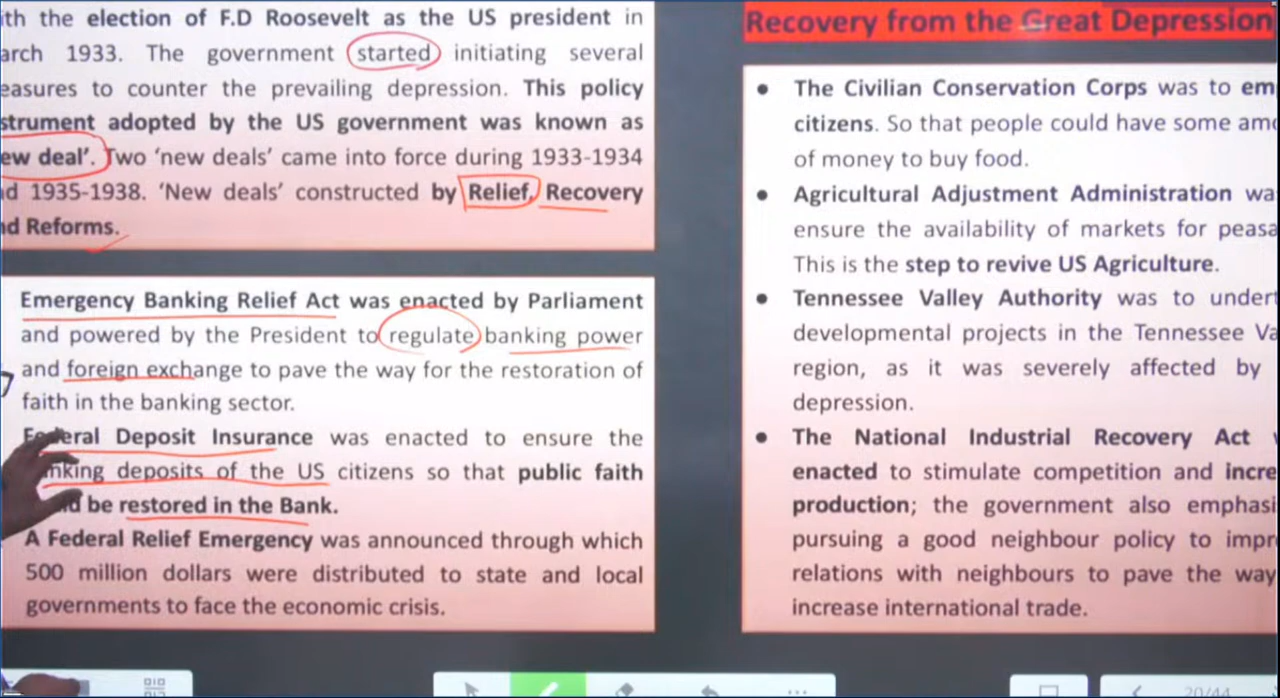 th the election of F.D Roosevelt as the US president in
arch 1933. The government started initiating several
easures to counter the prevailing depression. This policy
strument adopted by the US government was known as
ew deal’. Two ‘new deals’ came into force during 1933-1934
d 1935-1938. ‘New deals’ constructed by Relief, Recovery
nd Reforms.
Emergency Banking Relief Act was enacted by Parliament
and powered by the President to regulate banking power
and foreign exchange to pave the way for the restoration of
faith in the banking sector.
Federal Deposit Insurance was enacted to ensure the
nking deposits of the US citizens so that public faith
be restored in the Bank.
A Federal Relief Emergency was announced through which
500 million dollars were distributed to state and local
governments to face the economic crisis.
Recovery from the Great Depression
• The Civilian Conservation Corps was to em
citizens. So that people could have some am
of money to buy food.
• Agricultural Adjustment Administration wa
ensure the availability of markets for peasa
This is the step to revive US Agriculture.
• Tennessee Valley Authority was to under
developmental projects in the Tennessee Va
region, as it was severely affected by
depression.
• The National Industrial Recovery Act
enacted to stimulate competition and incre
production; the government also emphasi
pursuing a good neighbour policy to impr
relations with neighbours to pave the way
increase international trade.
20/44